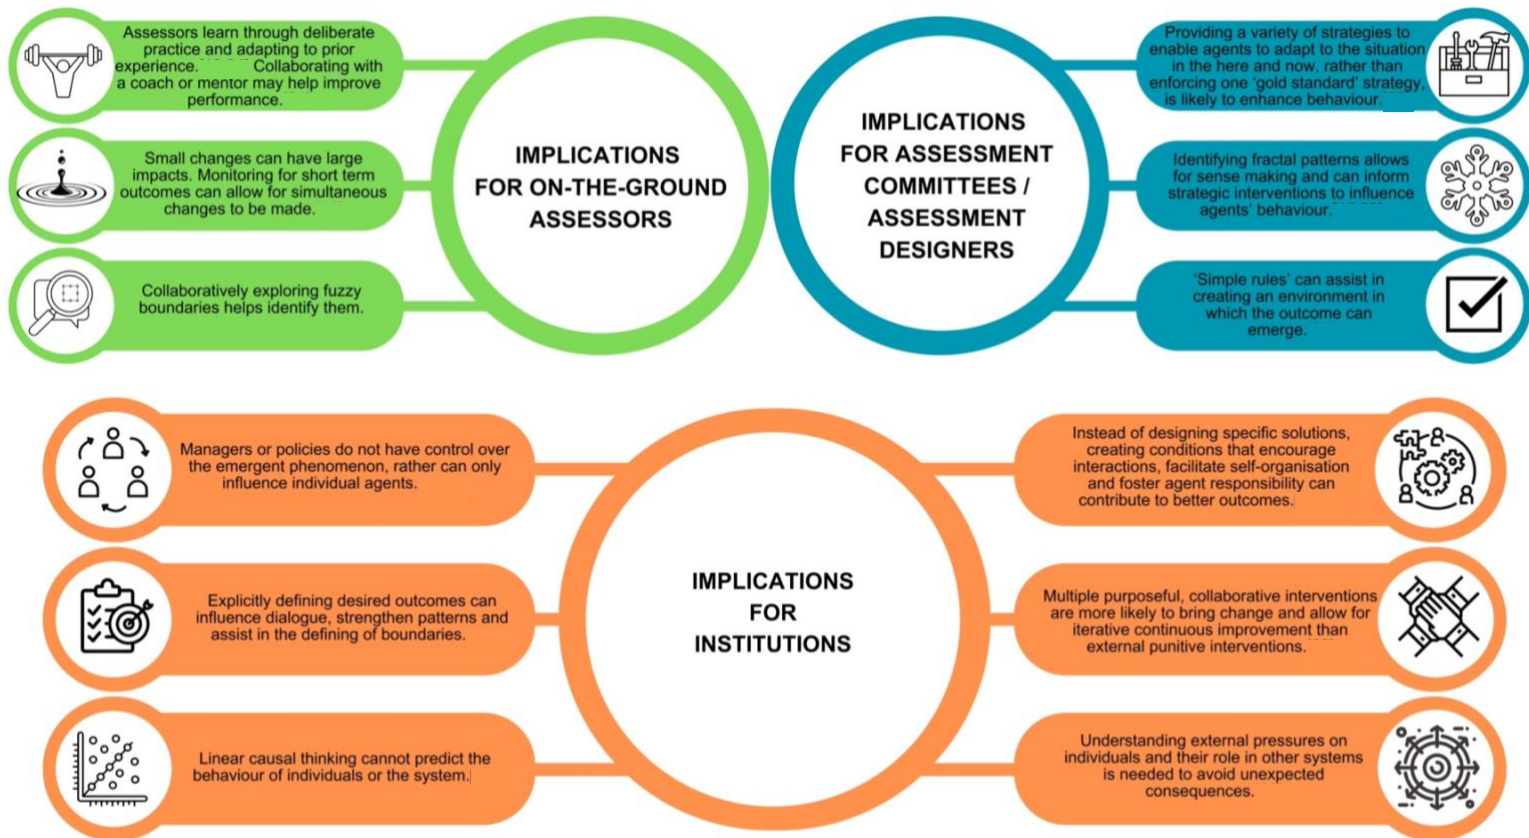 Assessors learn through deliberate
practice and adapting to prior
experience. Collaborating with
a coach or mentor may help improve
performance.
Small changes can have large
impacts. Monitoring for short term
outcomes can allow for simultaneous
changes to be made.
Collaboratively exploring fuzzy
boundaries helps identify them.
IMPLICATIONS
FOR ON-THE-GROUND
ASSESSORS
IMPLICATIONS
FOR ASSESSMENT
COMMITTEES /
ASSESSMENT
DESIGNERS
Providing a variety of strategies to
enable agents to adapt to the situation
in the here and now, rather than
enforcing one ‘gold standard’ strategy,
is likely to enhance behaviour.
Identifying fractal patterns allows
for sense making and can inform
strategic interventions to influence
agents’ behaviour.
‘Simple rules’ can assist in
creating an environment in
which the outcome can
emerge.
Managers or policies do not have control over
the emergent phenomenon, rather can only
influence individual agents.
Explicitly defining desired outcomes can
influence dialogue, strengthen patterns and
assist in the defining of boundaries.
Linear causal thinking cannot predict the
behaviour of individuals or the system.
IMPLICATIONS
FOR
INSTITUTIONS
Instead of designing specific solutions,
creating conditions that encourage
interactions, facilitate self-organisation
and foster agent responsibility can
contribute to better outcomes.
Multiple purposeful, collaborative interventions
are more likely to bring change and allow for
iterative continuous improvement than
external punitive interventions.
Understanding external pressures on
individuals and their role in other systems
is needed to avoid unexpected
consequences.